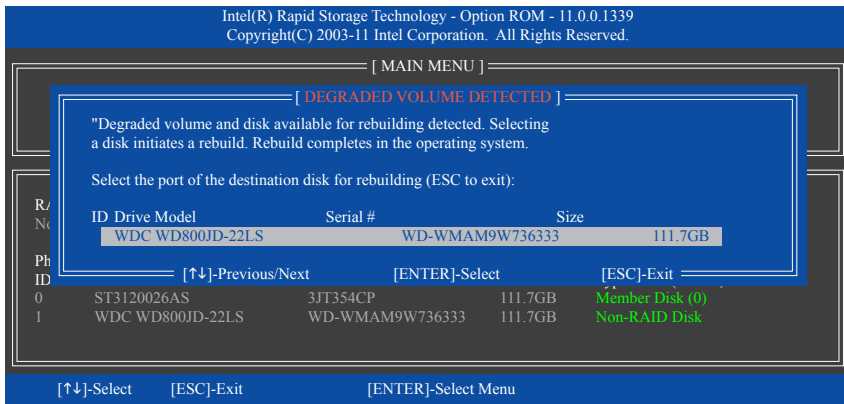 Intel(R) Rapid Storage Technology - Option ROM - 11.0.0.1339
Copyright(C) 2003-11 Intel Corporation. All Rights Reserved.
[ MAIN MENU ]
[ DEGRADED VOLUME DETECTED ]
"Degraded volume and disk available for rebuilding detected. Selecting
a disk initiates a rebuild. Rebuild completes in the operating system.
Select the port of the destination disk for rebuilding (ESC to exit):
ID Drive Model Serial # Size
WDC WD800JD-22LS WD-WMAM9W736333 111.7GB
[↑↓]-Previous/Next [ENTER]-Select [ESC]-Exit
ID
0 ST3120026AS 3JT354CP 111.7GB Member Disk (0)
1 WDC WD800JD-22LS WD-WMAM9W736333 111.7GB Non-RAID Disk
[↑↓]-Select [ESC]-Exit [ENTER]-Select Menu